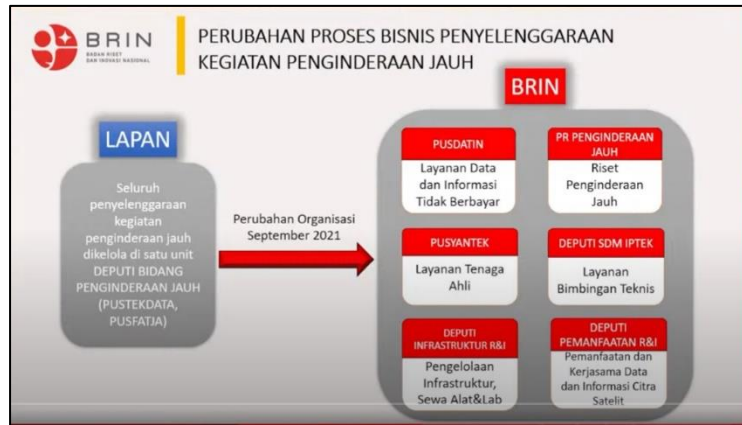 BRIN
BADAN RISET
DAN INOVASI NASIONAL
PERUBAHAN PROSES BISNIS PENYELENGGARAAN
KEGIATAN PENGINDERAAN JAUH
LAPAN
Seluruh
penyelenggaraan
kegiatan
penginderaan jauh
dikelola di satu unit
DEPUTI BIDANG
PENGINDERAAN JAUH
(PUSTEKDATA,
PUSFATJA)
Perubahan Organisasi
September 2021
BRIN
PUSDATIN
Layanan Data
dan Informasi
Tidak Berbayar
PR PENGINDERAAN
JAUH
Riset
Penginderaan
Jauh
PUSYANTEK
Layanan Tenaga
Ahli
DEPUTI SDM IPTEK
Layanan
Bimbingan Teknis
DEPUTI
INFRASTRUKTUR R&I
Pengelolaan
Infrastruktur,
Sewa Alat&Lab
DEPUTI
PEMANFAATAN R&I
Pemanfaatan dan
Kerjasama Data
dan Informasi Citra
Satelit